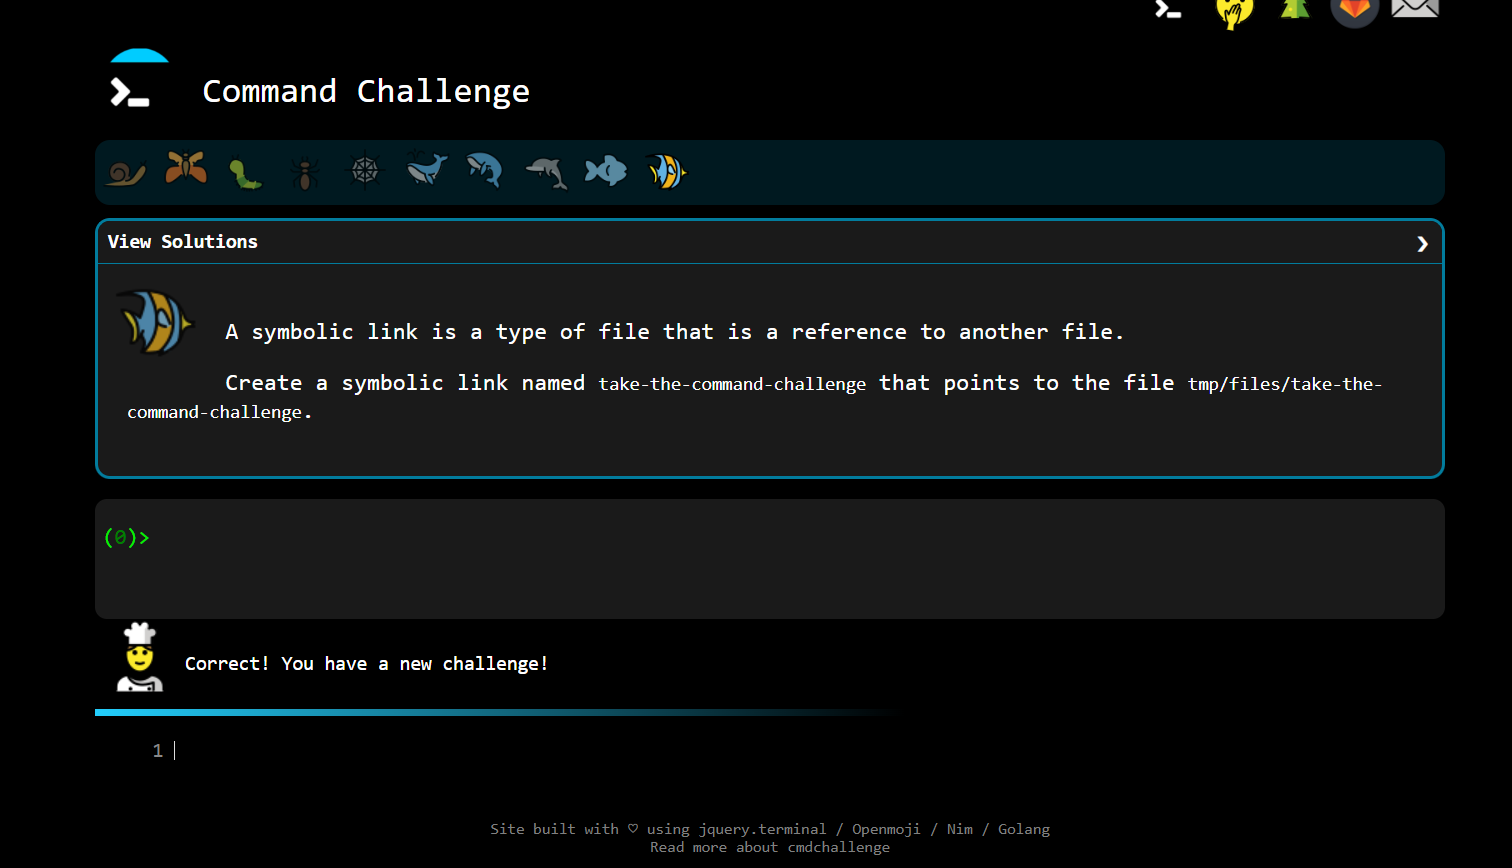 Command Challenge
View Solutions
A symbolic link is a type of file that is a reference to another file.
Create a symbolic link named take-the-command-challenge that points to the file tmp/files/take-the-
command-challenge.
(0)>
Correct! You have a new challenge!
1
Site built with ♡ using jquery.terminal / Openmoji / Nim / Golang
Read more about cmdchallenge